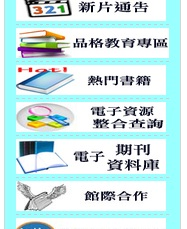 321
新片通告
品格教育專區
Hot!
熱門書籍
電子資源
整合查詢
電子 期刊
資料庫
館際合作